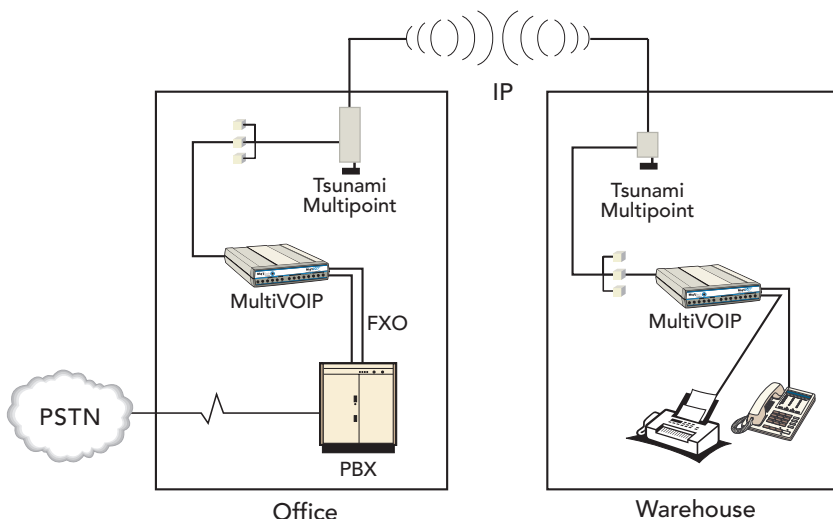 IP
Tsunami
Multipoint
Tsunami
Multipoint
MultiVOIP
FXO
MultiVOIP
PSTN
PBX
Office
Warehouse